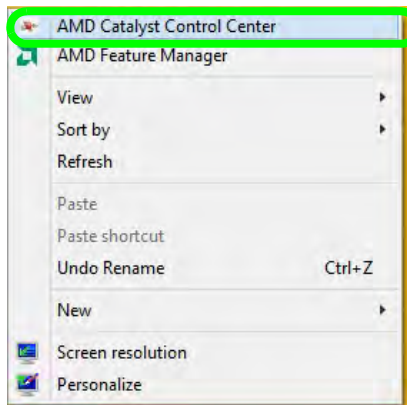 AMD Catalyst Control Center
AMD Feature Manager
View
Sort by
Refresh
Paste
Paste shortcut
Undo Rename Ctrl+Z
New
Screen resolution
Personalize